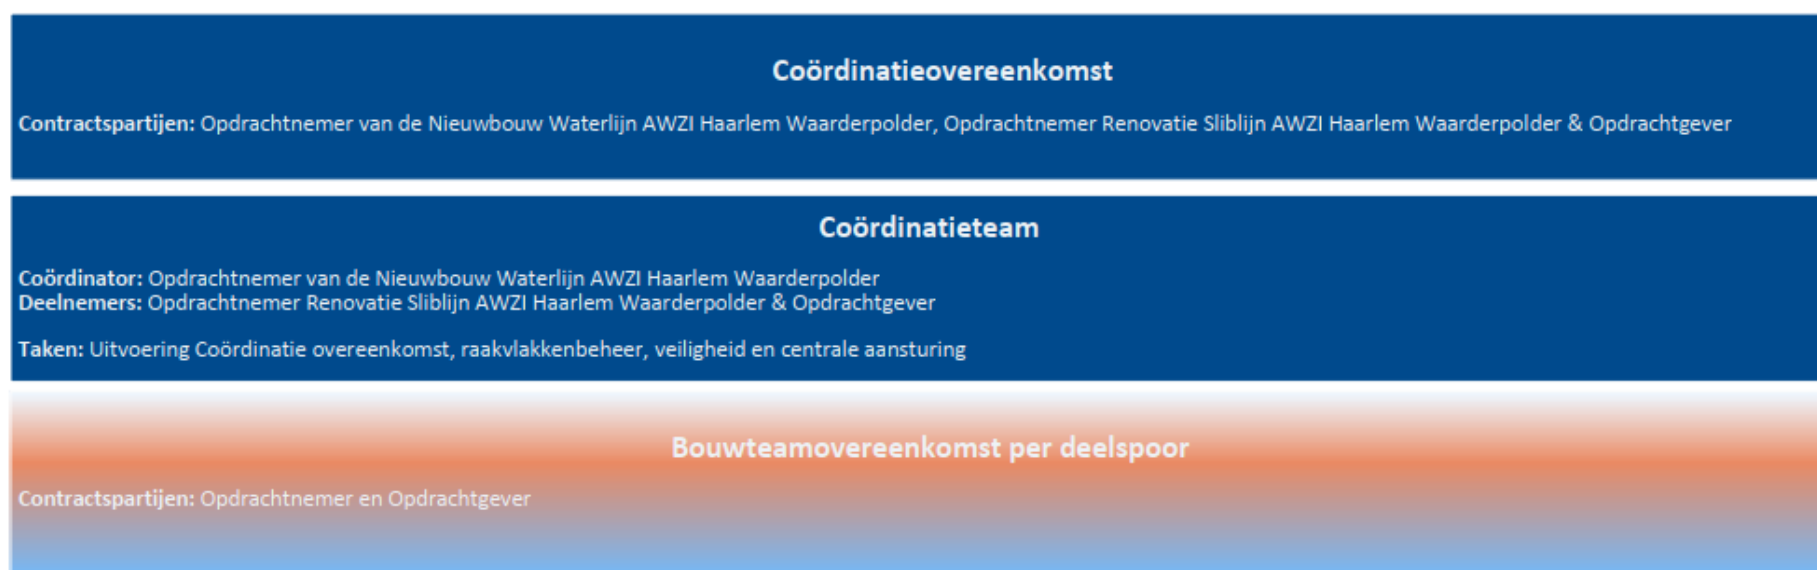 Coördinatieovereenkomst
Contractspartijen: Opdrachtnemer van de Nieuwbouw Waterlijn AWZI Haarlem Waarderpolder, Opdrachtnemer Renovatie Sliblijn AWZI Haarlem Waarderpolder & Opdrachtgever
Coördinatieteam
Coördinator: Opdrachtnemer van de Nieuwbouw Waterlijn AWZI Haarlem Waarderpolder
Deelnemers: Opdrachtnemer Renovatie Sliblijn AWZI Haarlem Waarderpolder & Opdrachtgever
Taken: Uitvoering Coördinatie overeenkomst, raakvlakkenbeheer, veiligheid en centrale aansturing
Bouwteamovereenkomst per deelspoor
Contractspartijen: Opdrachtnemer en Opdrachtgever